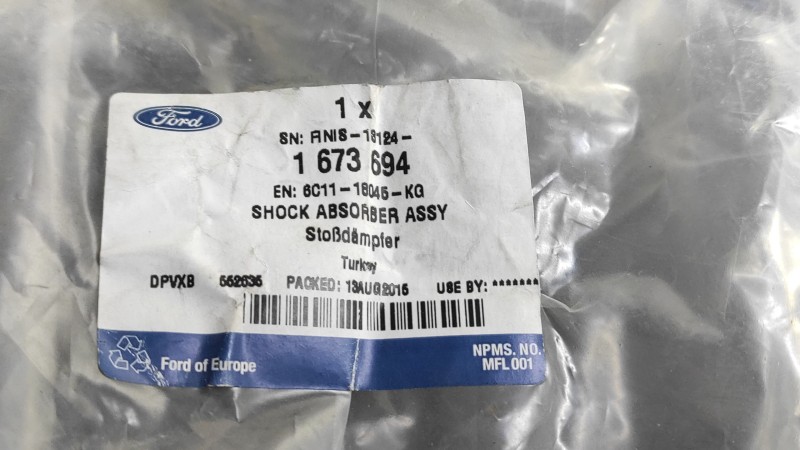 Ford
1 x
SN: FINIS-18124-
1 673 694
EN: 6C11-18045-KG
SHOCK ABSORBER ASSY
Stoßdämpfer
Turkey
DPVXB 552635 PACKED: 13AUG2015 USE BY: *******
Ford of Europe
NPMS. NO.
MFL 001